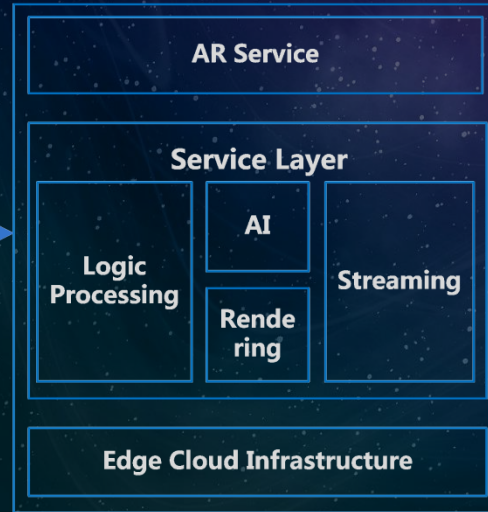 AR Service
Service Layer
Logic
Processing
AI
Rende
ring
Streaming
Edge Cloud Infrastructure